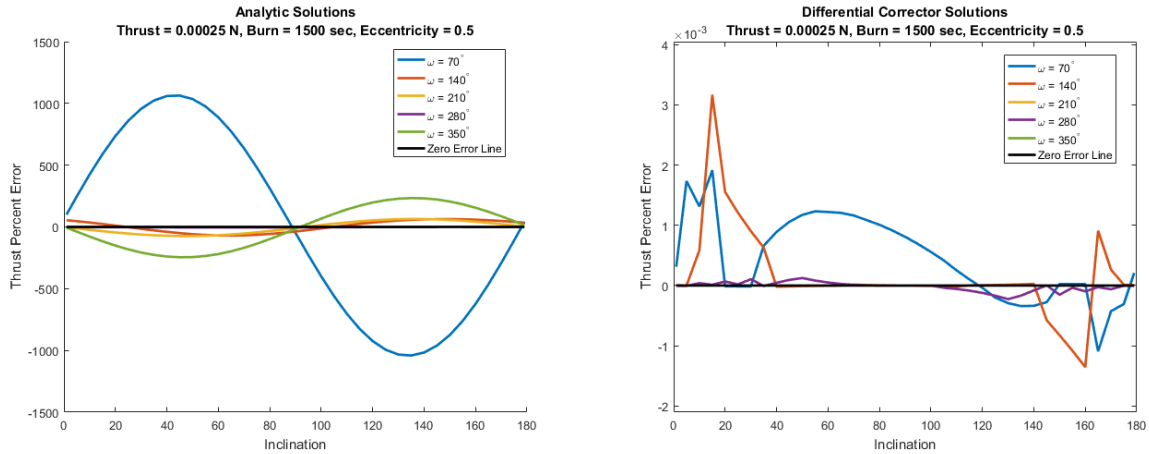 Analytic Solutions
Thrust = 0.00025 N, Burn = 1500 sec, Eccentricity = 0.5
1500
1000
500
0
-500
-1000
-1500
0 20 40 60 80 100 120 140 160 180
Inclination
Thrust Percent Error
ω = 70°
ω = 140°
ω = 210°
ω = 280°
ω = 350°
Zero Error Line
Differential Corrector Solutions
×10⁻³ Thrust = 0.00025 N, Burn = 1500 sec, Eccentricity = 0.5
4
3
2
1
0
-1
-2
0 20 40 60 80 100 120 140 160 180
Inclination
Thrust Percent Error
ω = 70°
ω = 140°
ω = 210°
ω = 280°
ω = 350°
Zero Error Line